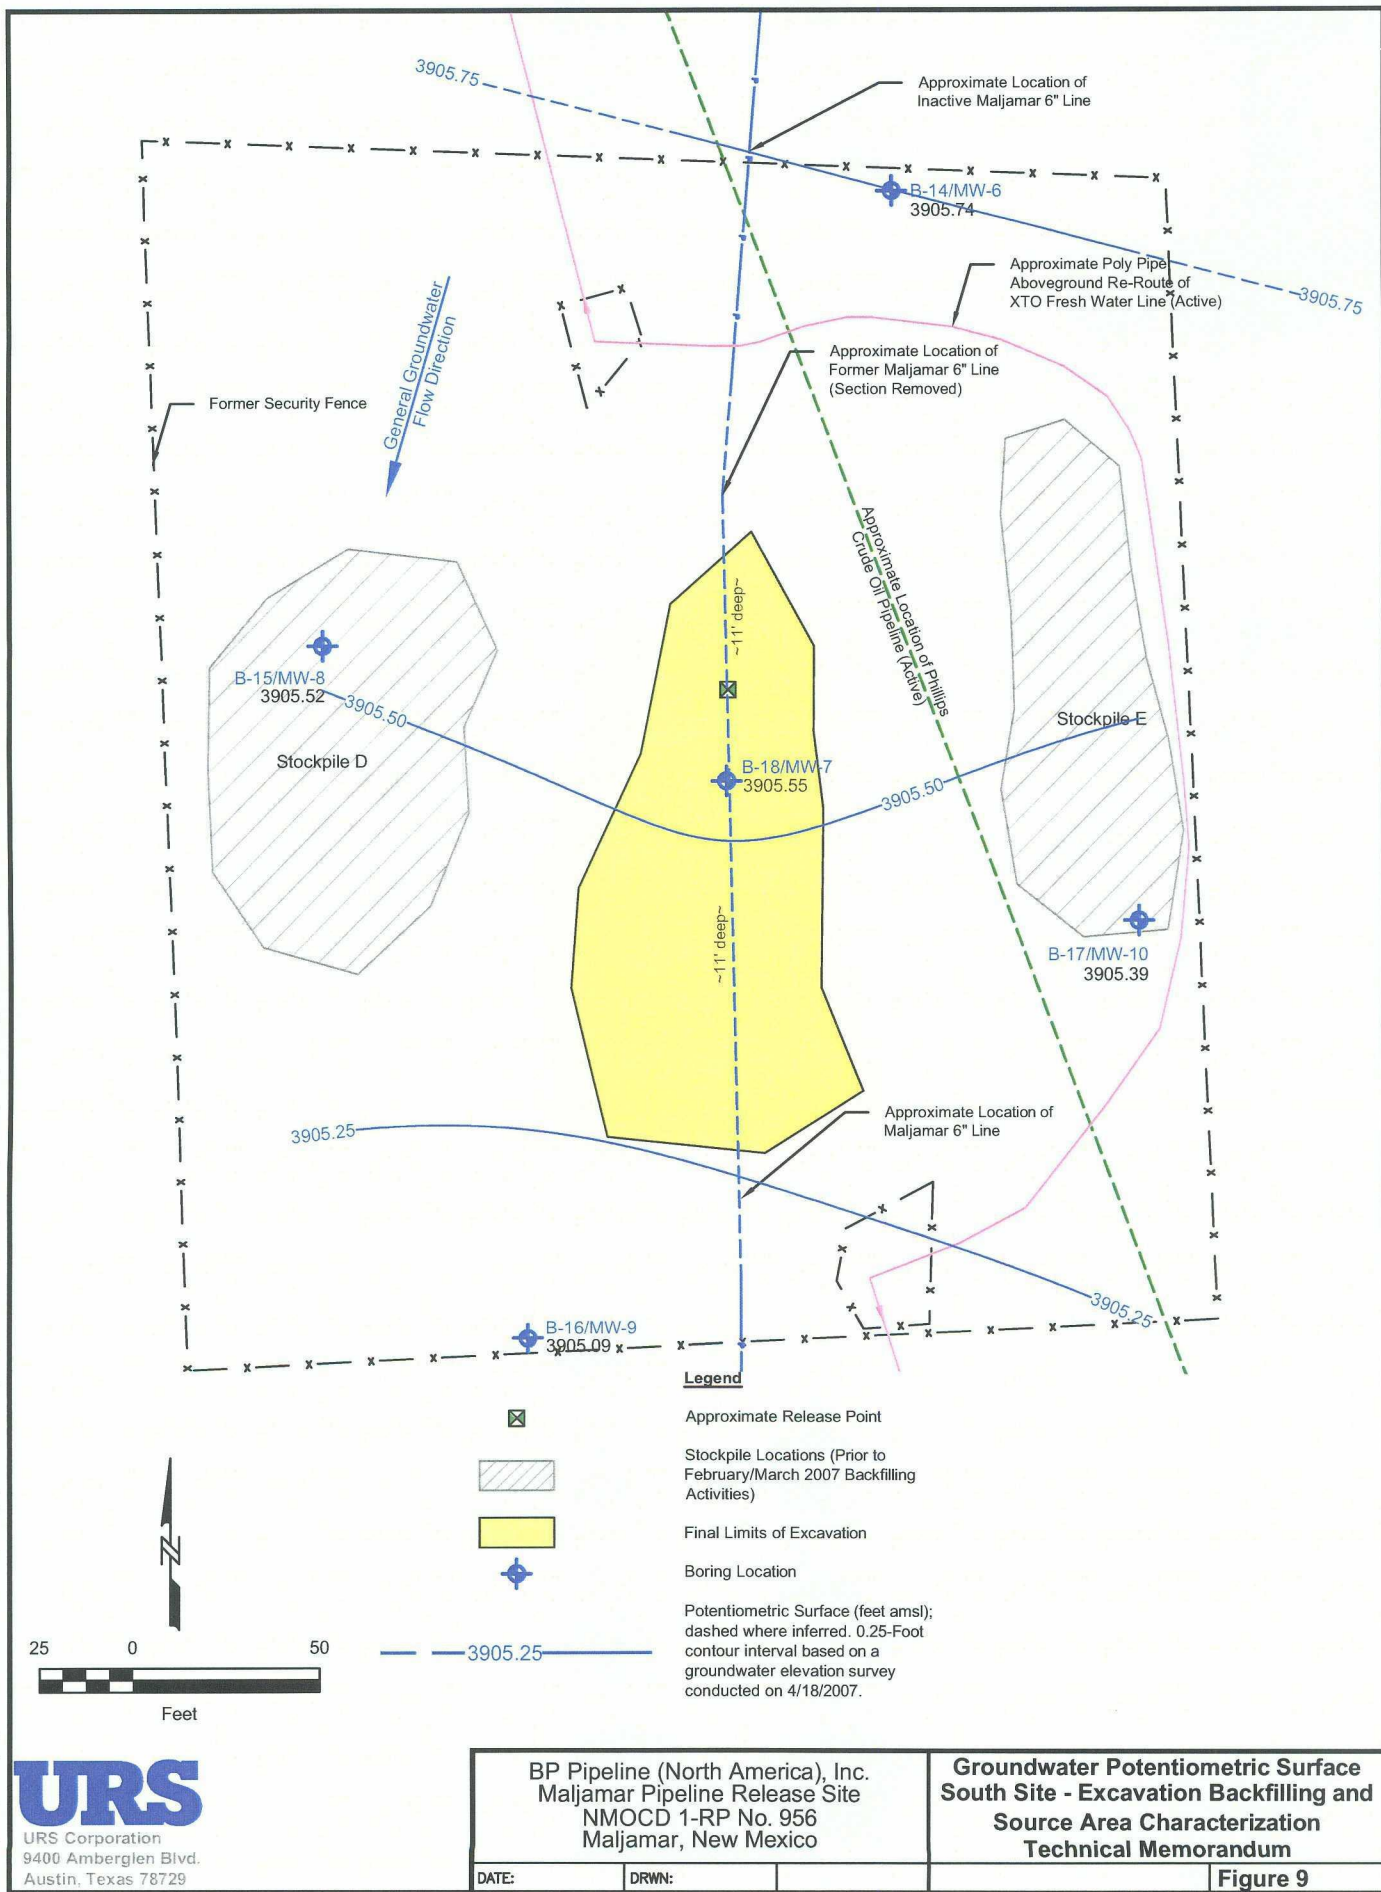 3905.75
Approximate Location of
Inactive Maljamar 6" Line
B-14/MW-6
3905.74
Approximate Poly Pipe
Aboveground Re-Route of
XTO Fresh Water Line (Active)
3905.75
General Groundwater
Flow Direction
Approximate Location of
Former Maljamar 6" Line
(Section Removed)
Former Security Fence
Approximate Location of Phillips
Crude Oil Pipeline (Active)
~11' deep~
B-15/MW-8
3905.52
3905.50
Stockpile D
Stockpile E
B-18/MW-7
3905.55
3905.50
~11' deep~
B-17/MW-10
3905.39
3905.25
Approximate Location of
Maljamar 6" Line
3905.25
B-16/MW-9
3905.09
Legend
Approximate Release Point
Stockpile Locations (Prior to
February/March 2007 Backfilling
Activities)
Final Limits of Excavation
Boring Location
Potentiometric Surface (feet amsl);
dashed where inferred. 0.25-Foot
contour interval based on a
groundwater elevation survey
conducted on 4/18/2007.
3905.25
N
25 0 50
Feet
URS
URS Corporation
9400 Amberglen Blvd.
Austin, Texas 78729
BP Pipeline (North America), Inc.
Maljamar Pipeline Release Site
NMOCD 1-RP No. 956
Maljamar, New Mexico
DATE: DRWN:
Groundwater Potentiometric Surface
South Site - Excavation Backfilling and
Source Area Characterization
Technical Memorandum
Figure 9